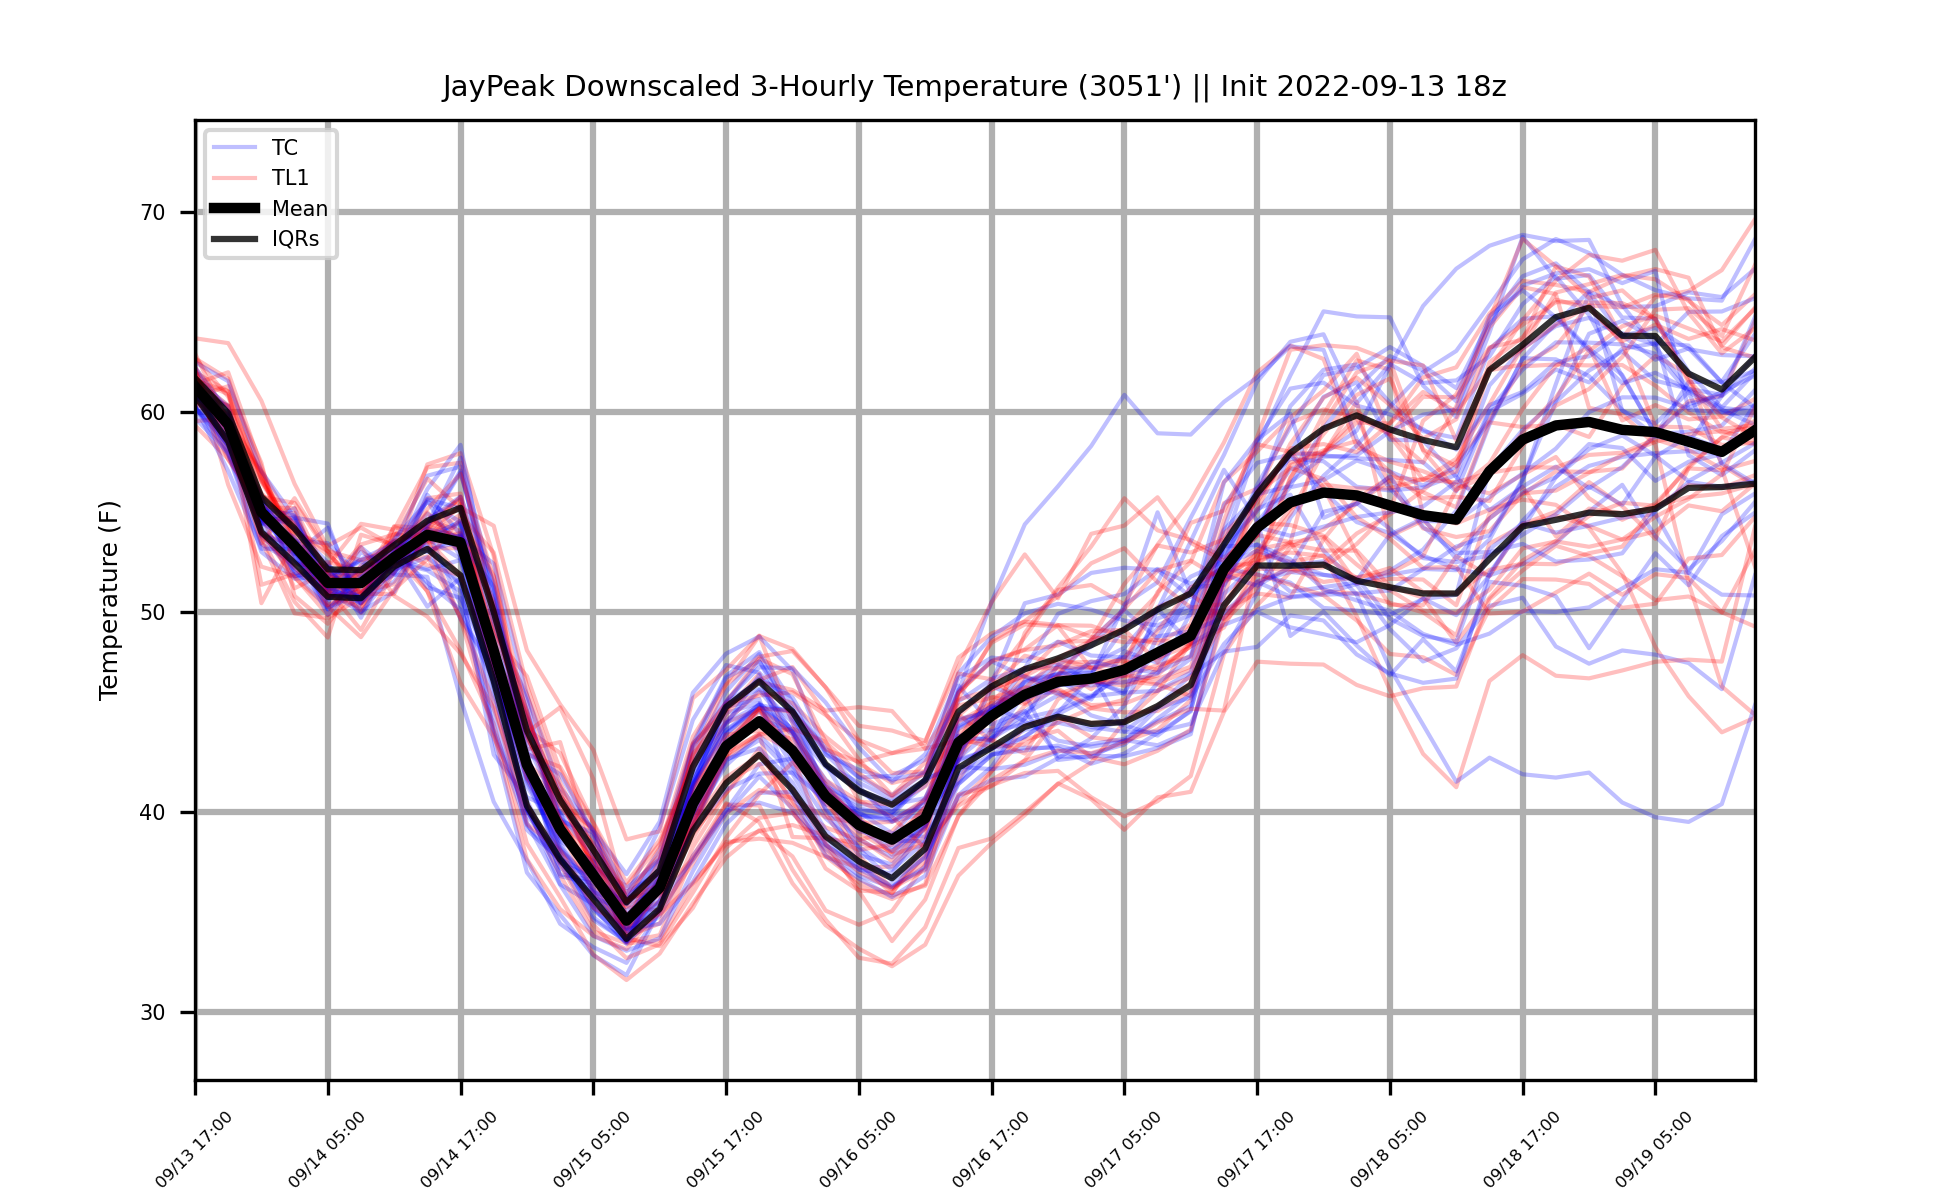 JayPeak Downscaled 3-Hourly Temperature (3051') || Init 2022-09-13 18z
TC
TL1
Mean
IQRs
Temperature (F)
70
60
50
40
30
09/13 17:00
09/14 05:00
09/14 17:00
09/15 05:00
09/15 17:00
09/16 05:00
09/16 17:00
09/17 05:00
09/17 17:00
09/18 05:00
09/18 17:00
09/19 05:00